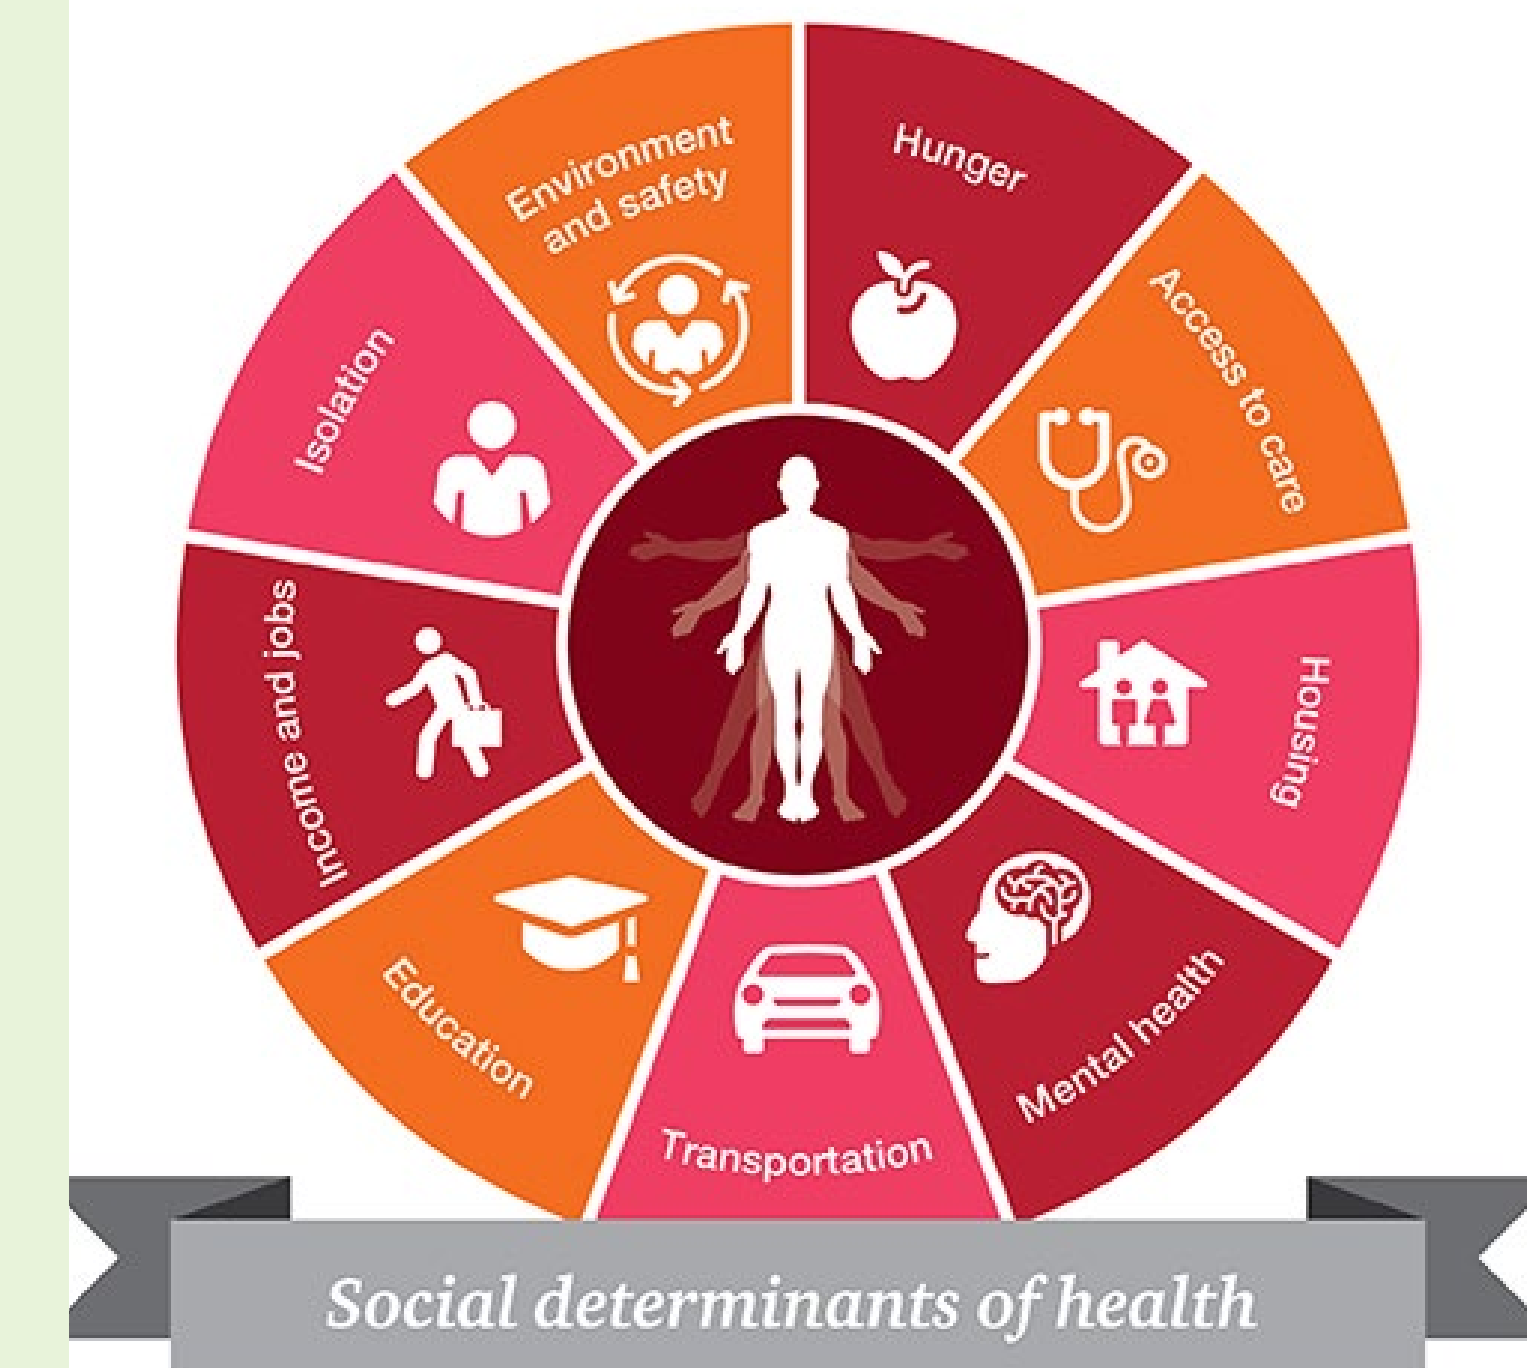 Hunger
Access to care
Housing
Mental health
Transportation
Education
Income and jobs
Isolation
Environment
and safety
Social determinants of health